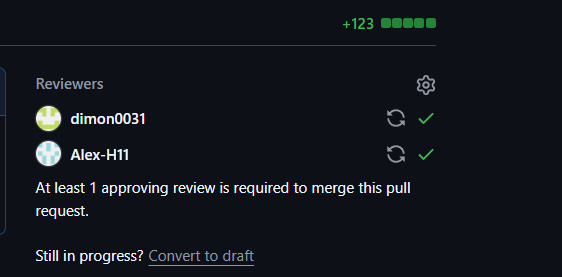 +123
Reviewers
dimon0031
Alex-H11
At least 1 approving review is required to merge this pull
request.
Still in progress? Convert to draft